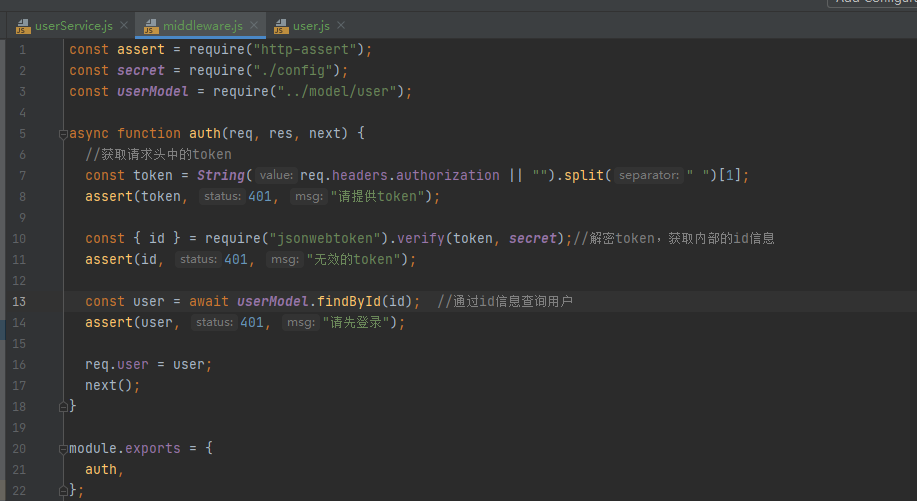 Add Configur
userService.js
middleware.js
user.js
1 const assert = require("http-assert");
2 const secret = require("./config");
3 const userModel = require("../model/user");
4
5 async function auth(req, res, next) {
6 //获取请求头中的token
7 const token = String( value: req.headers.authorization || "").split( separator: " ")[1];
8 assert(token, status: 401, msg: "请提供token");
9
10 const { id } = require("jsonwebtoken").verify(token, secret);//解密token，获取内部的id信息
11 assert(id, status: 401, msg: "无效的token");
12
13 const user = await userModel.findById(id); //通过id信息查询用户
14 assert(user, status: 401, msg: "请先登录");
15
16 req.user = user;
17 next();
18 }
19
20 module.exports = {
21 auth,
22 };